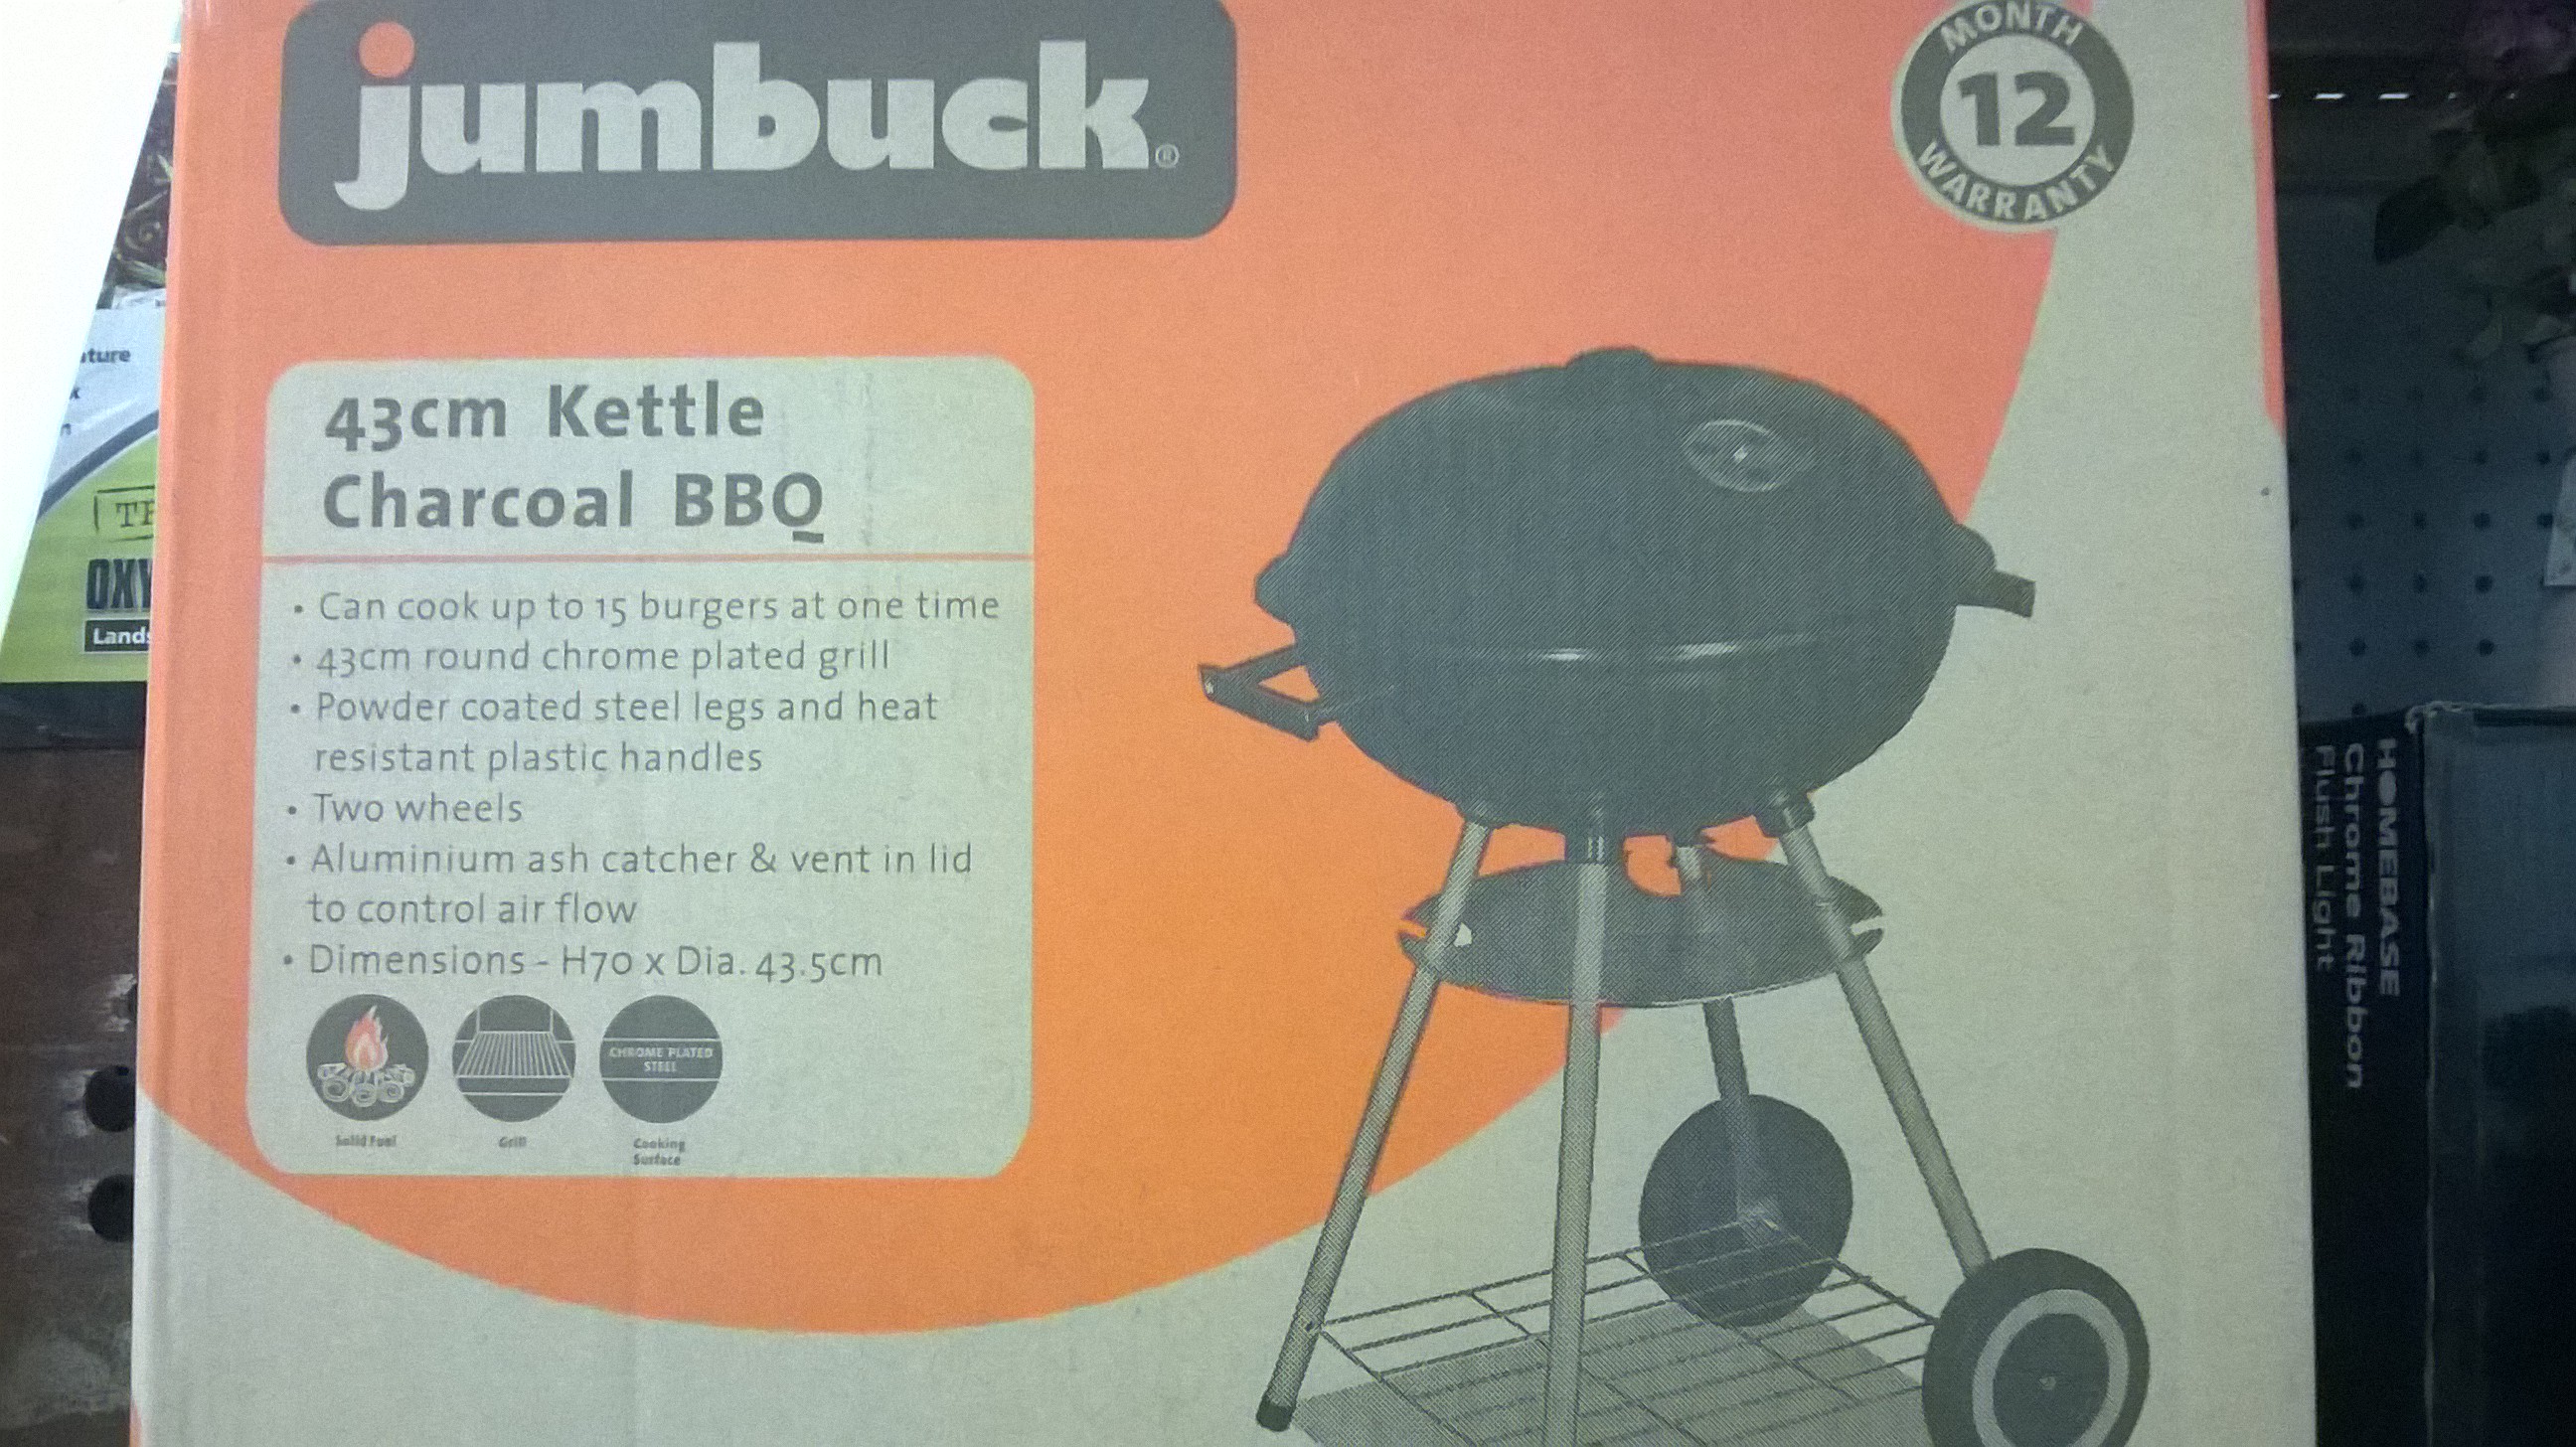 jumbuck®
MONTH
12
WARRANTY
43cm Kettle
Charcoal BBQ
• Can cook up to 15 burgers at one time
• 43cm round chrome plated grill
• Powder coated steel legs and heat
resistant plastic handles
• Two wheels
• Aluminium ash catcher & vent in lid
to control air flow
• Dimensions - H70 x Dia. 43.5cm
CHROME PLATED
STEEL
Solid Fuel
Grill
Cooking
Surface
HOMEBASE
Chrome Ribbon
Flush Light
OXY
Lands